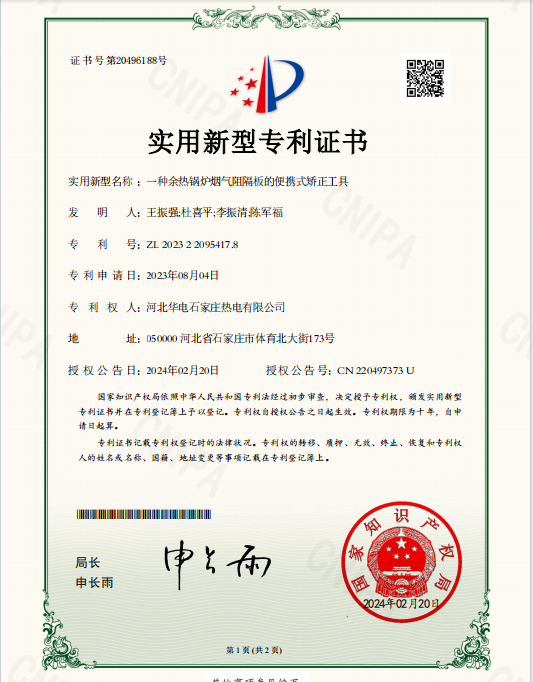 证书号第20496188号
实用新型专利证书
实用新型名称：一种余热锅炉烟气阻隔板的便携式矫正工具
发明人：王振强;杜喜平;李振清;陈军福
专利号：ZL 2023 2 2095417.8
专利申请日：2023年08月04日
专利权人：河北华电石家庄热电有限公司
地址：050000 河北省石家庄市体育北大街173号
授权公告日：2024年02月20日 授权公告号：CN 220497373 U
国家知识产权局依照中华人民共和国专利法经过初步审查，决定授予专利权，颁发实用新型
专利证书并在专利登记簿上予以登记。专利权自授权公告之日起生效。专利权期限为十年，自申
请日起算。
专利证书记载专利权登记时的法律状况。专利权的转移、质押、无效、终止、恢复和专利权
人的姓名或名称、国籍、地址变更等事项记载在专利登记簿上。
局长
申长雨
申长雨
国家知识产权局
2024年02月20日
第 1 页 (共 2 页)
CNIPA
CNIPA
CNIPA
CNIPA